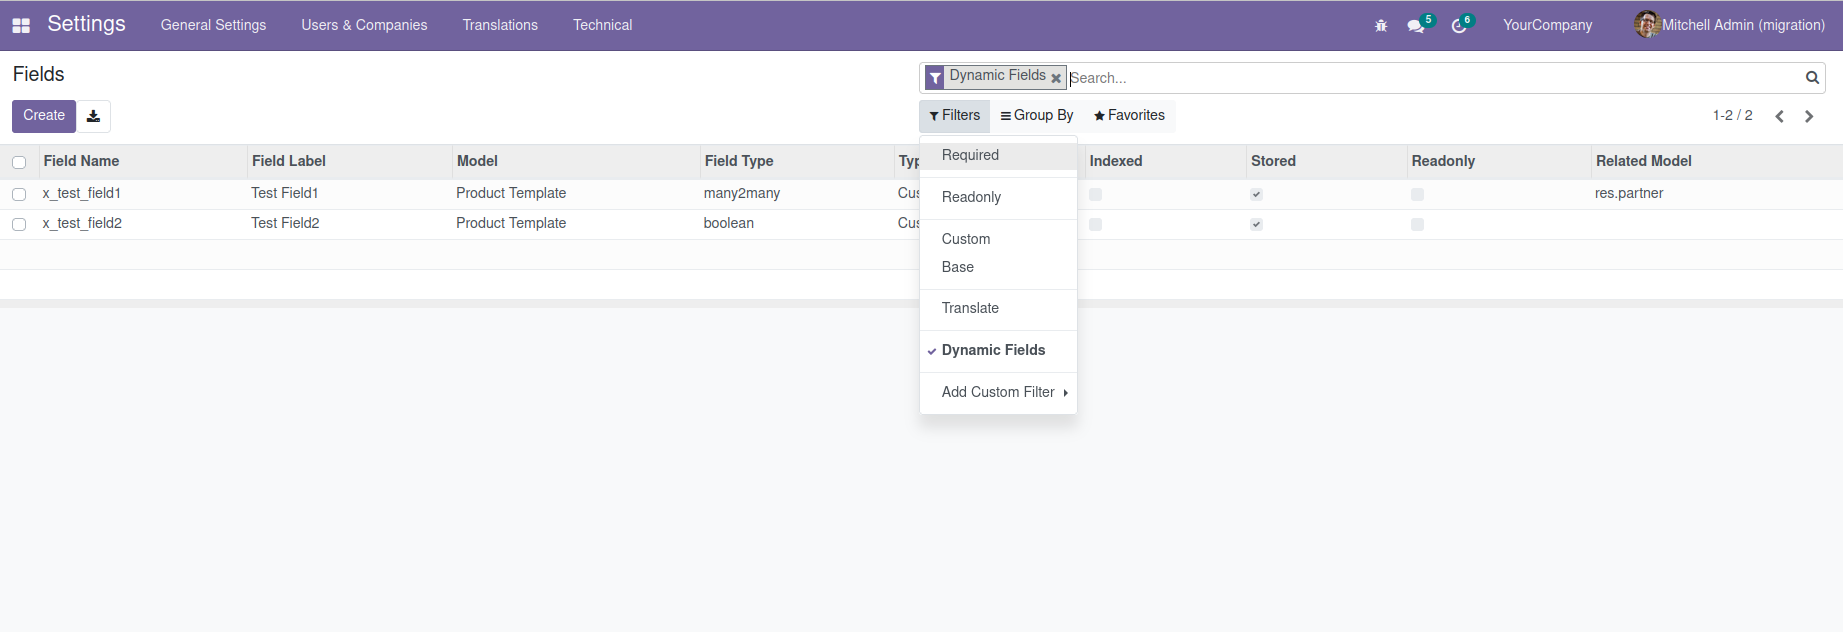 Settings General Settings Users & Companies Translations Technical 5 6 YourCompany Mitchell Admin (migration)
Fields
Dynamic Fields Search...
Create
Filters Group By Favorites 1-2 / 2
Field Name Field Label Model Field Type Typ Indexed Stored Readonly Related Model
x_test_field1 Test Field1 Product Template many2many Cus res.partner
x_test_field2 Test Field2 Product Template boolean Cus
Required
Readonly
Custom
Base
Translate
Dynamic Fields
Add Custom Filter